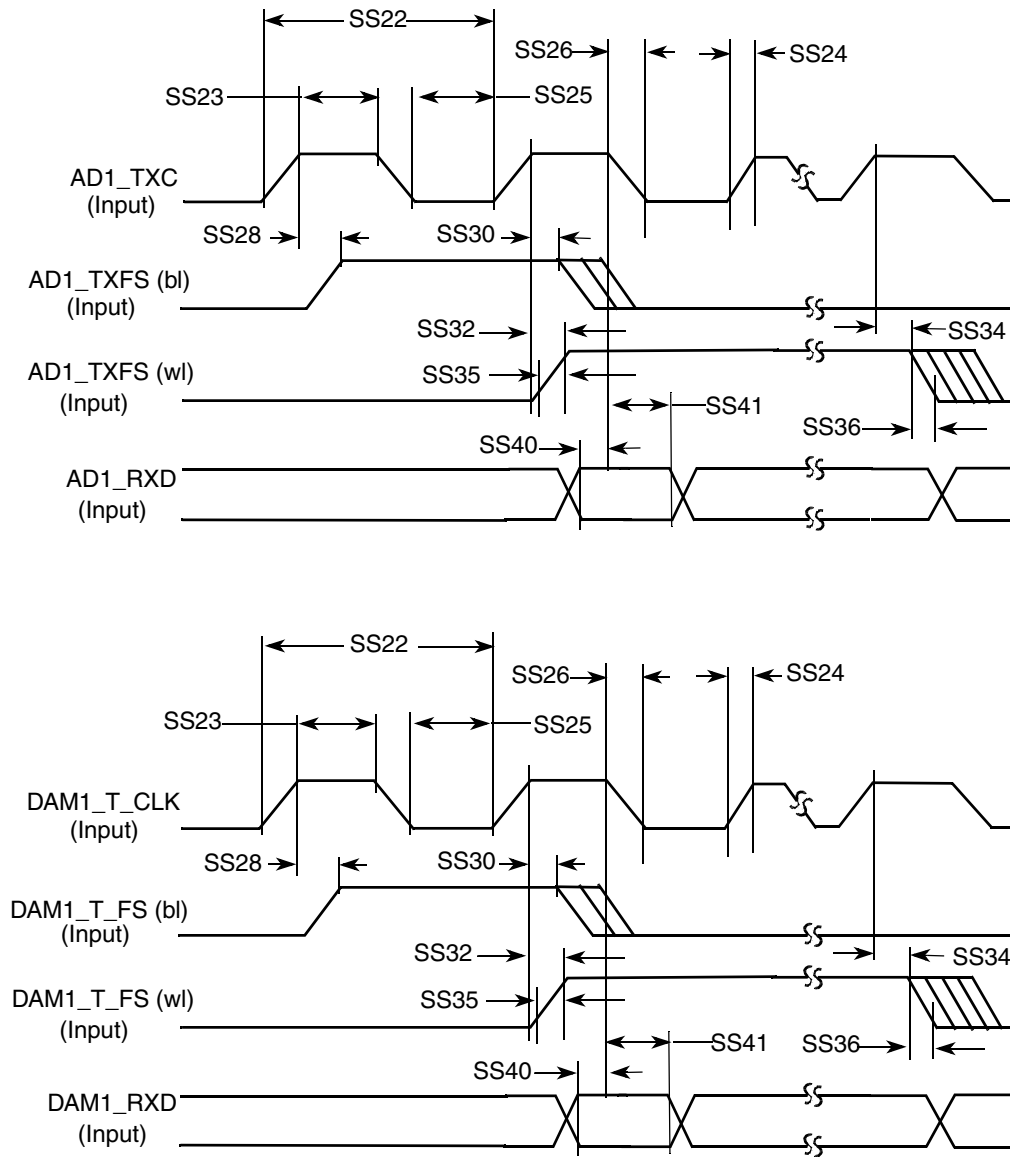 SS22
SS26
SS24
SS23
SS25
AD1_TXC
(Input)
SS28
SS30
AD1_TXFS (bl)
(Input)
SS32
SS34
AD1_TXFS (wl)
(Input)
SS35
SS41
SS36
SS40
AD1_RXD
(Input)
SS22
SS26
SS24
SS23
SS25
DAM1_T_CLK
(Input)
SS28
SS30
DAM1_T_FS (bl)
(Input)
SS32
SS34
DAM1_T_FS (wl)
(Input)
SS35
SS41
SS36
SS40
DAM1_RXD
(Input)